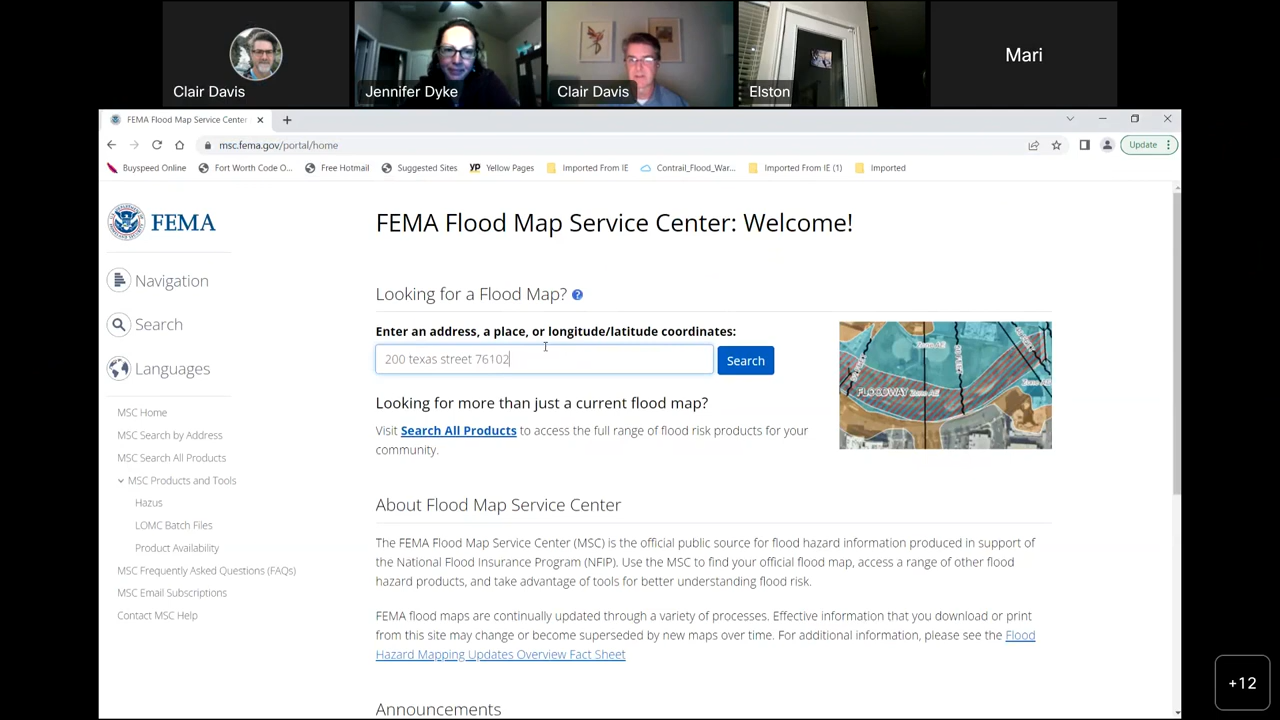 Clair Davis
Jennifer Dyke
Clair Davis
Elston
Mari
FEMA Flood Map Service Center
msc.fema.gov/portal/home
Update
Buyspeed Online
Fort Worth Code O...
Free Hotmail
Suggested Sites
YP Yellow Pages
Imported From IE
Contrail_Flood_War...
Imported From IE (1)
Imported
FEMA
Navigation
Search
Languages
MSC Home
MSC Search by Address
MSC Search All Products
MSC Products and Tools
Hazus
LOMC Batch Files
Product Availability
MSC Frequently Asked Questions (FAQs)
MSC Email Subscriptions
Contact MSC Help
FEMA Flood Map Service Center: Welcome!
Looking for a Flood Map?
Enter an address, a place, or longitude/latitude coordinates:
200 texas street 76102
Search
Looking for more than just a current flood map?
Visit Search All Products to access the full range of flood risk products for your
community.
FLOODWAY
Zone AE
About Flood Map Service Center
The FEMA Flood Map Service Center (MSC) is the official public source for flood hazard information produced in support of
the National Flood Insurance Program (NFIP). Use the MSC to find your official flood map, access a range of other flood
hazard products, and take advantage of tools for better understanding flood risk.
FEMA flood maps are continually updated through a variety of processes. Effective information that you download or print
from this site may change or become superseded by new maps over time. For additional information, please see the Flood
Hazard Mapping Updates Overview Fact Sheet
Announcements
+12